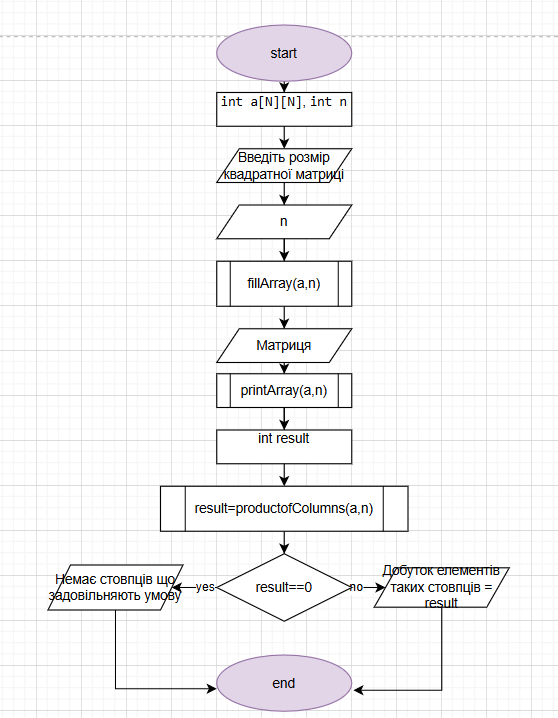 start
int a[N][N], int n
Введіть розмір
квадратної матриці
n
fillArray(a,n)
Матриця
printArray(a,n)
int result
result=productofColumns(a,n)
result==0
yes
no
Немає стовпців що
задовільняють умову
Добуток елементів
таких стовпців =
result
end